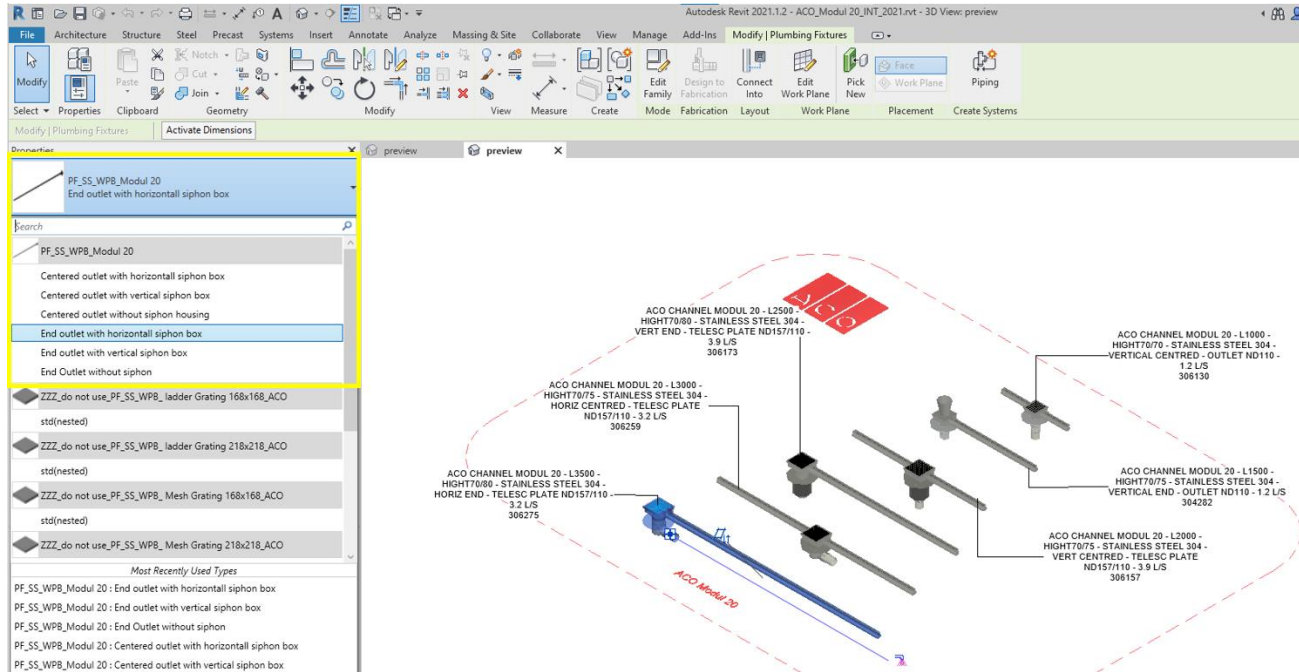 Autodesk Revit 2021.1.2 - ACO_Modul 20_INT_2021.rvt - 3D View: preview
File Architecture Structure Steel Precast Systems Insert Annotate Analyze Massing & Site Collaborate View Manage Add-Ins Modify | Plumbing Fixtures
Modify
Paste
Notch
Cut
Join
Edit Family
Design to Fabrication
Connect Into
Edit Work Plane
Pick New
Face
Work Plane
Piping
Select Properties Clipboard Geometry Modify View Measure Create Mode Fabrication Layout Work Plane Placement Create Systems
Modify | Plumbing Fixtures Activate Dimensions
Properties X preview preview X
PF_SS_WPB_Modul 20
End outlet with horizontall siphon box
Search
PF_SS_WPB_Modul 20
Centered outlet with horizontall siphon box
Centered outlet with vertical siphon box
Centered outlet without siphon housing
End outlet with horizontall siphon box
End outlet with vertical siphon box
End Outlet without siphon
ZZZ_do not use_PF_SS_WPB_ ladder Grating 168x168_ACO
std(nested)
ZZZ_do not use_PF_SS_WPB_ ladder Grating 218x218_ACO
std(nested)
ZZZ_do not use_PF_SS_WPB_ Mesh Grating 168x168_ACO
std(nested)
ZZZ_do not use_PF_SS_WPB_ Mesh Grating 218x218_ACO
Most Recently Used Types
PF_SS_WPB_Modul 20 : End outlet with horizontall siphon box
PF_SS_WPB_Modul 20 : End outlet with vertical siphon box
PF_SS_WPB_Modul 20 : End Outlet without siphon
PF_SS_WPB_Modul 20 : Centered outlet with horizontall siphon box
PF_SS_WPB_Modul 20 : Centered outlet with vertical siphon box
ACO
ACO CHANNEL MODUL 20 - L2500 -
HIGHT70/80 - STAINLESS STEEL 304 -
VERT END - TELESC PLATE ND157/110 -
3.9 L/S
306173
ACO CHANNEL MODUL 20 - L1000 -
HIGHT70/70 - STAINLESS STEEL 304 -
VERTICAL CENTRED - OUTLET ND110 -
1.2 L/S
306130
ACO CHANNEL MODUL 20 - L3000 -
HIGHT70/75 - STAINLESS STEEL 304 -
HORIZ CENTRED - TELESC PLATE
ND157/110 - 3.2 L/S
306259
ACO CHANNEL MODUL 20 - L3500 -
HIGHT70/80 - STAINLESS STEEL 304 -
HORIZ END - TELESC PLATE ND157/110 -
3.2 L/S
306275
ACO CHANNEL MODUL 20 - L1500 -
HIGHT70/75 - STAINLESS STEEL 304 -
VERTICAL END - OUTLET ND110 - 1.2 L/S
304282
ACO CHANNEL MODUL 20 - L2000 -
HIGHT70/75 - STAINLESS STEEL 304 -
VERT CENTRED - TELESC PLATE
ND157/110 - 3.9 L/S
306157
ACO Modul 20